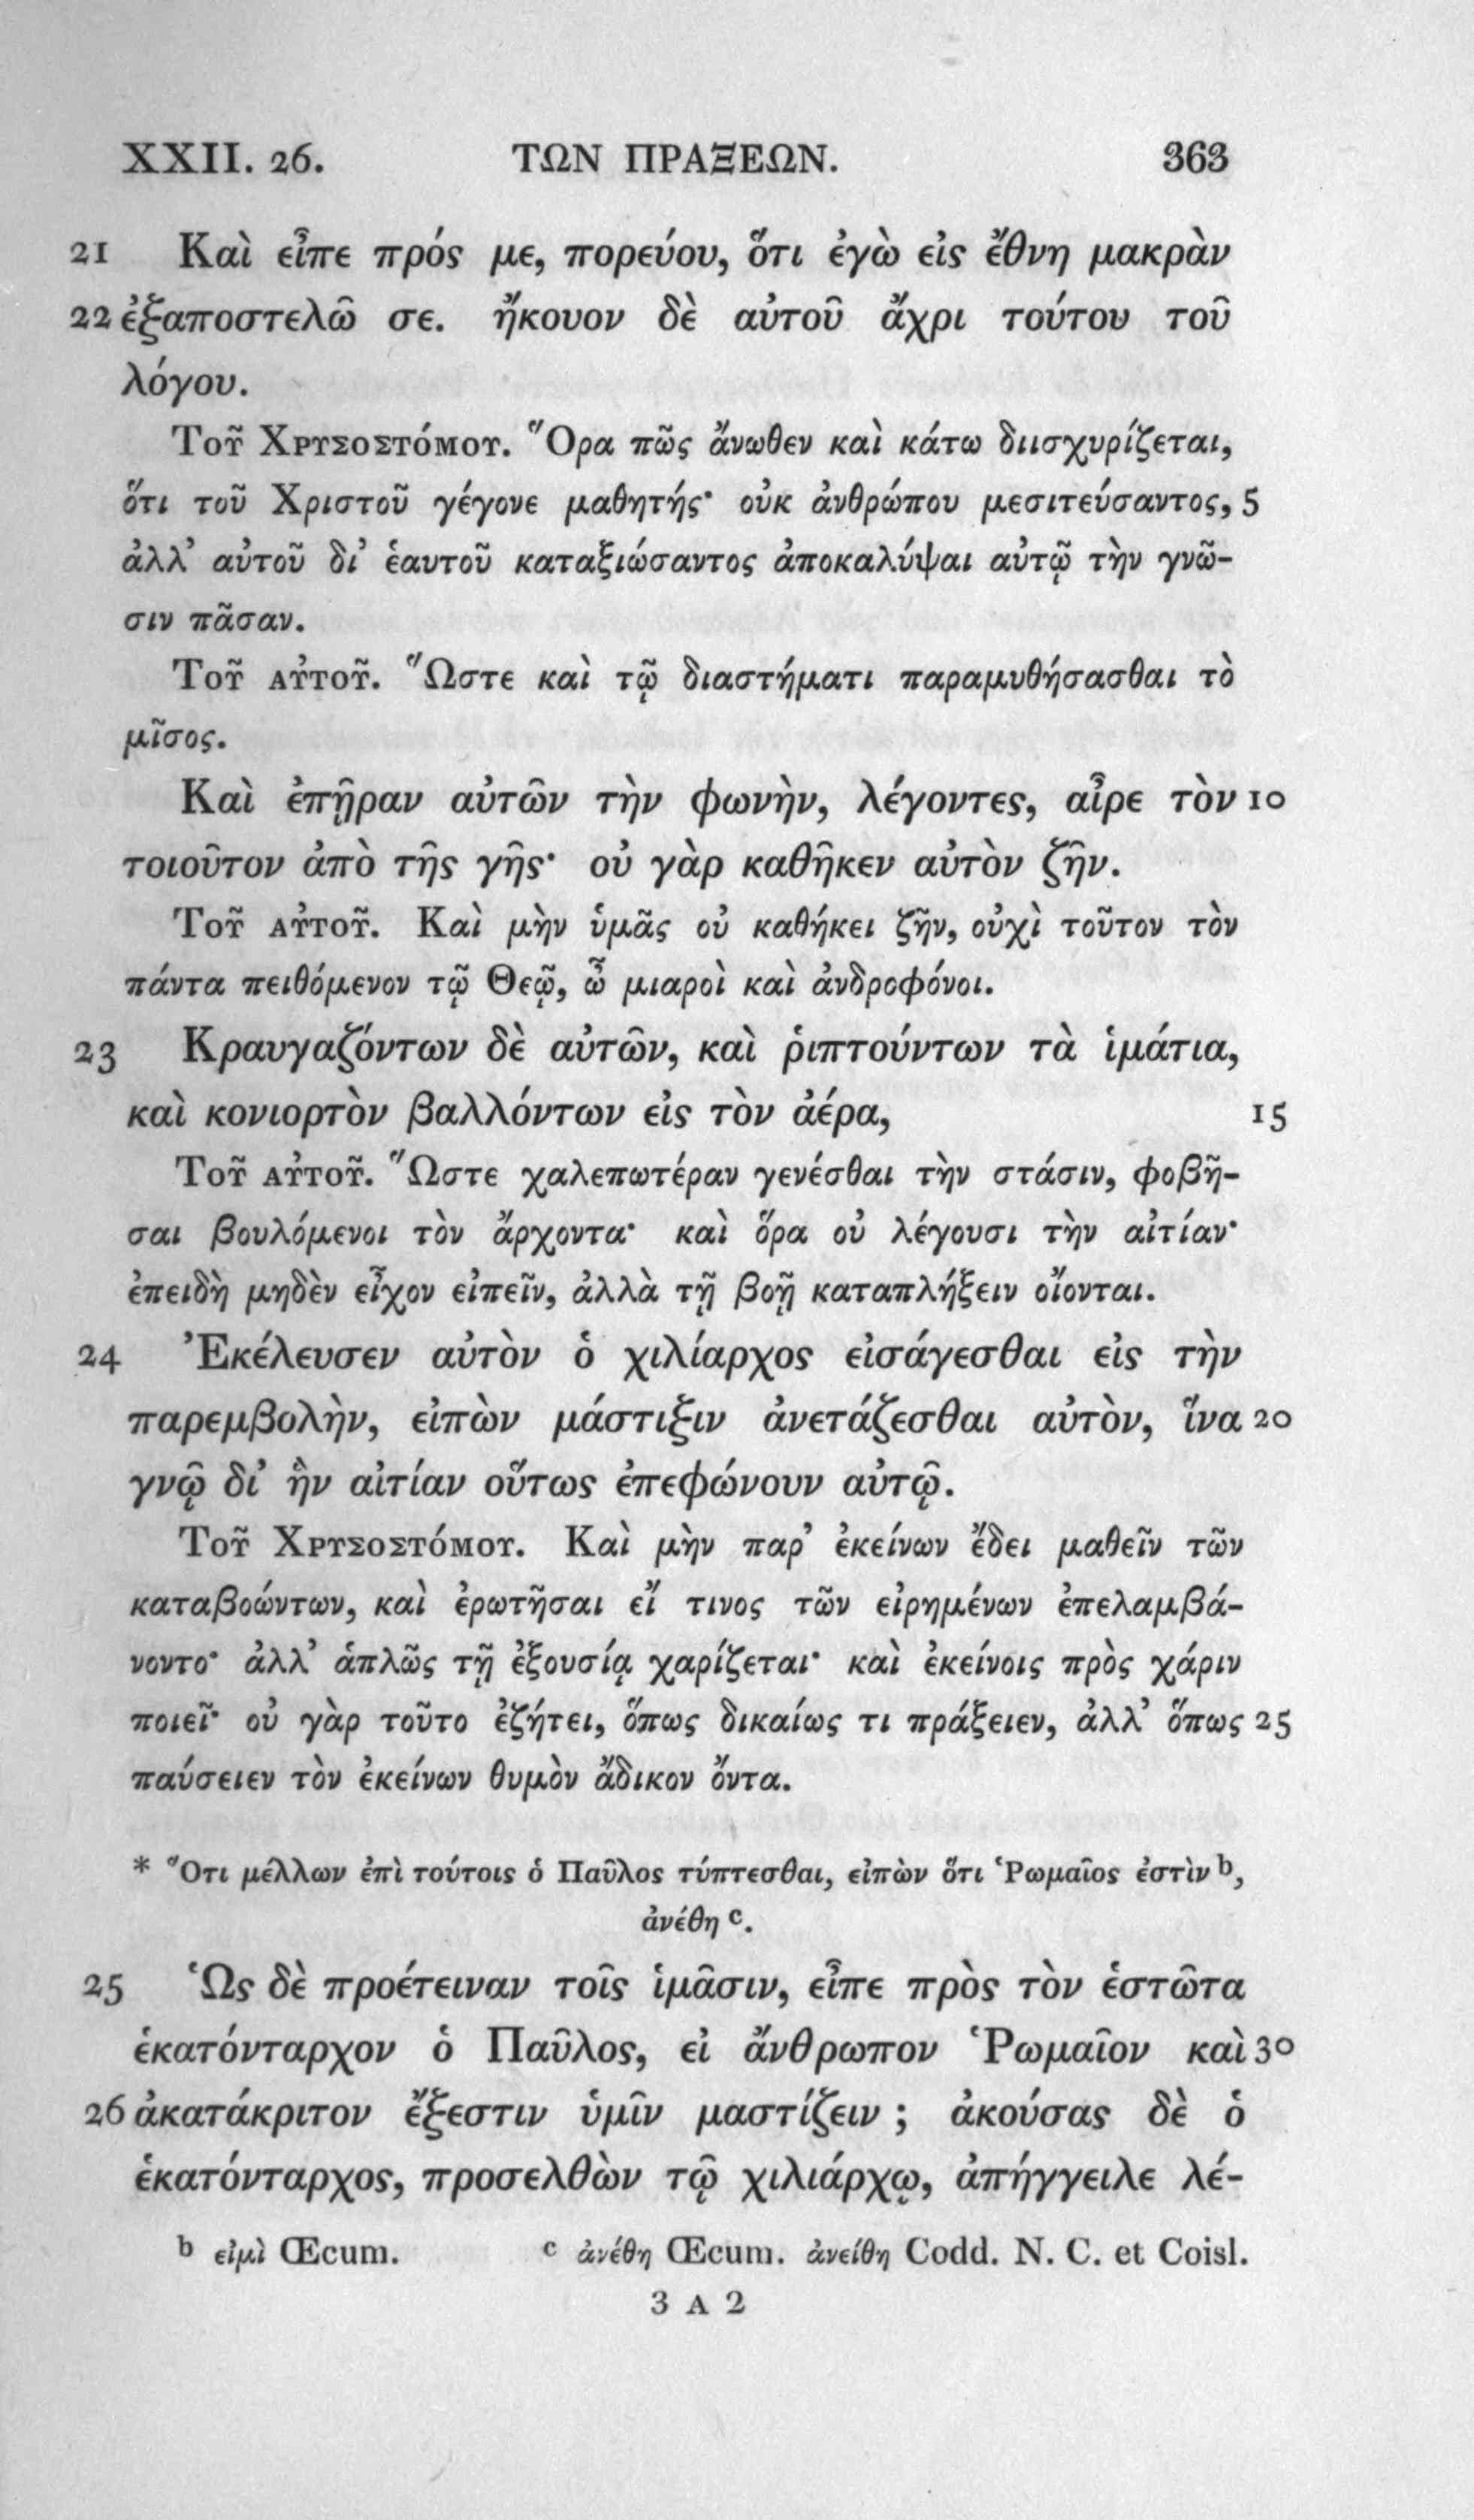 XXII. 26. ΤΩΝ ΠΡΑΞΕΩΝ. 363
21 Καὶ εἶπε πρός με, πορεύου, ὅτι ἐγὼ εἰς ἔθνη μακρὰν
22 ἐξαποστελῶ σε. ἤκουον δὲ αὐτοῦ ἄχρι τούτου τοῦ
λόγου.
Τοῦ Χρυσοστόμου. Ὅρα πῶς ἄνωθεν καὶ κάτω διισχυρίζεται,
ὅτι τοῦ Χριστοῦ γέγονε μαθητής· οὐκ ἀνθρώπου μεσιτεύσαντος, 5
ἀλλ’ αὐτοῦ δι’ ἑαυτοῦ καταξιώσαντος ἀποκαλύψαι αὐτῷ τὴν γνῶ-
σιν πᾶσαν.
Τοῦ αὐτοῦ. Ὥστε καὶ τῷ διαστήματι παραμυθήσασθαι τὸ
μῖσος.
Καὶ ἐπῇραν αὐτῶν τὴν φωνὴν, λέγοντες, αἶρε τὸν 10
τοιοῦτον ἀπὸ τῆς γῆς· οὐ γὰρ καθῆκεν αὐτὸν ζῆν.
Τοῦ αὐτοῦ. Καὶ μὴν ὑμᾶς οὐ καθήκει ζῆν, οὐχὶ τοῦτον τὸν
πάντα πειθόμενον τῷ Θεῷ, ὦ μιαροὶ καὶ ἀνδροφόνοι.
23 Κραυγαζόντων δὲ αὐτῶν, καὶ ῥιπτούντων τὰ ἱμάτια,
καὶ κονιορτὸν βαλλόντων εἰς τὸν ἀέρα, 15
Τοῦ αὐτοῦ. Ὥστε χαλεπωτέραν γενέσθαι τὴν στάσιν, φοβῆ-
σαι βουλόμενοι τὸν ἄρχοντα· καὶ ὅρα οὐ λέγουσι τὴν αἰτίαν·
ἐπειδὴ μηδὲν εἶχον εἰπεῖν, ἀλλὰ τῇ βοῇ καταπλήξειν οἴονται.
24 Ἐκέλευσεν αὐτὸν ὁ χιλίαρχος εἰσάγεσθαι εἰς τὴν
παρεμβολὴν, εἰπὼν μάστιξιν ἀνετάζεσθαι αὐτὸν, ἵνα 20
γνῷ δι’ ἣν αἰτίαν οὕτως ἐπεφώνουν αὐτῷ.
Τοῦ Χρυσοστόμου. Καὶ μὴν παρ’ ἐκείνων ἔδει μαθεῖν τῶν
καταβοώντων, καὶ ἐρωτῆσαι εἴ τινος τῶν εἰρημένων ἐπελαμβά-
νοντο· ἀλλ’ ἁπλῶς τῇ ἐξουσίᾳ χαρίζεται· καὶ ἐκείνοις πρὸς χάριν
ποιεῖ· οὐ γὰρ τοῦτο ἐζήτει, ὅπως δικαίως τι πράξειεν, ἀλλ’ ὅπως 25
παύσειεν τὸν ἐκείνων θυμὸν ἄδικον ὄντα.
* Ὅτι μέλλων ἐπὶ τούτοις ὁ Παῦλος τύπτεσθαι, εἰπὼν ὅτι Ῥωμαῖος ἐστὶν b,
ἀνέθη c.
25 Ὡς δὲ προέτειναν τοῖς ἱμᾶσιν, εἶπε πρὸς τὸν ἑστῶτα
ἑκατόνταρχον ὁ Παῦλος, εἰ ἄνθρωπον Ῥωμαῖον καὶ 30
26 ἀκατάκριτον ἔξεστιν ὑμῖν μαστίζειν ; ἀκούσας δὲ ὁ
ἑκατόνταρχος, προσελθὼν τῷ χιλιάρχῳ, ἀπήγγειλε λέ-
b εἰμὶ Œcum. c ἀνέθη Œcum. ἀνείθη Codd. N. C. et Coisl.
3 A 2